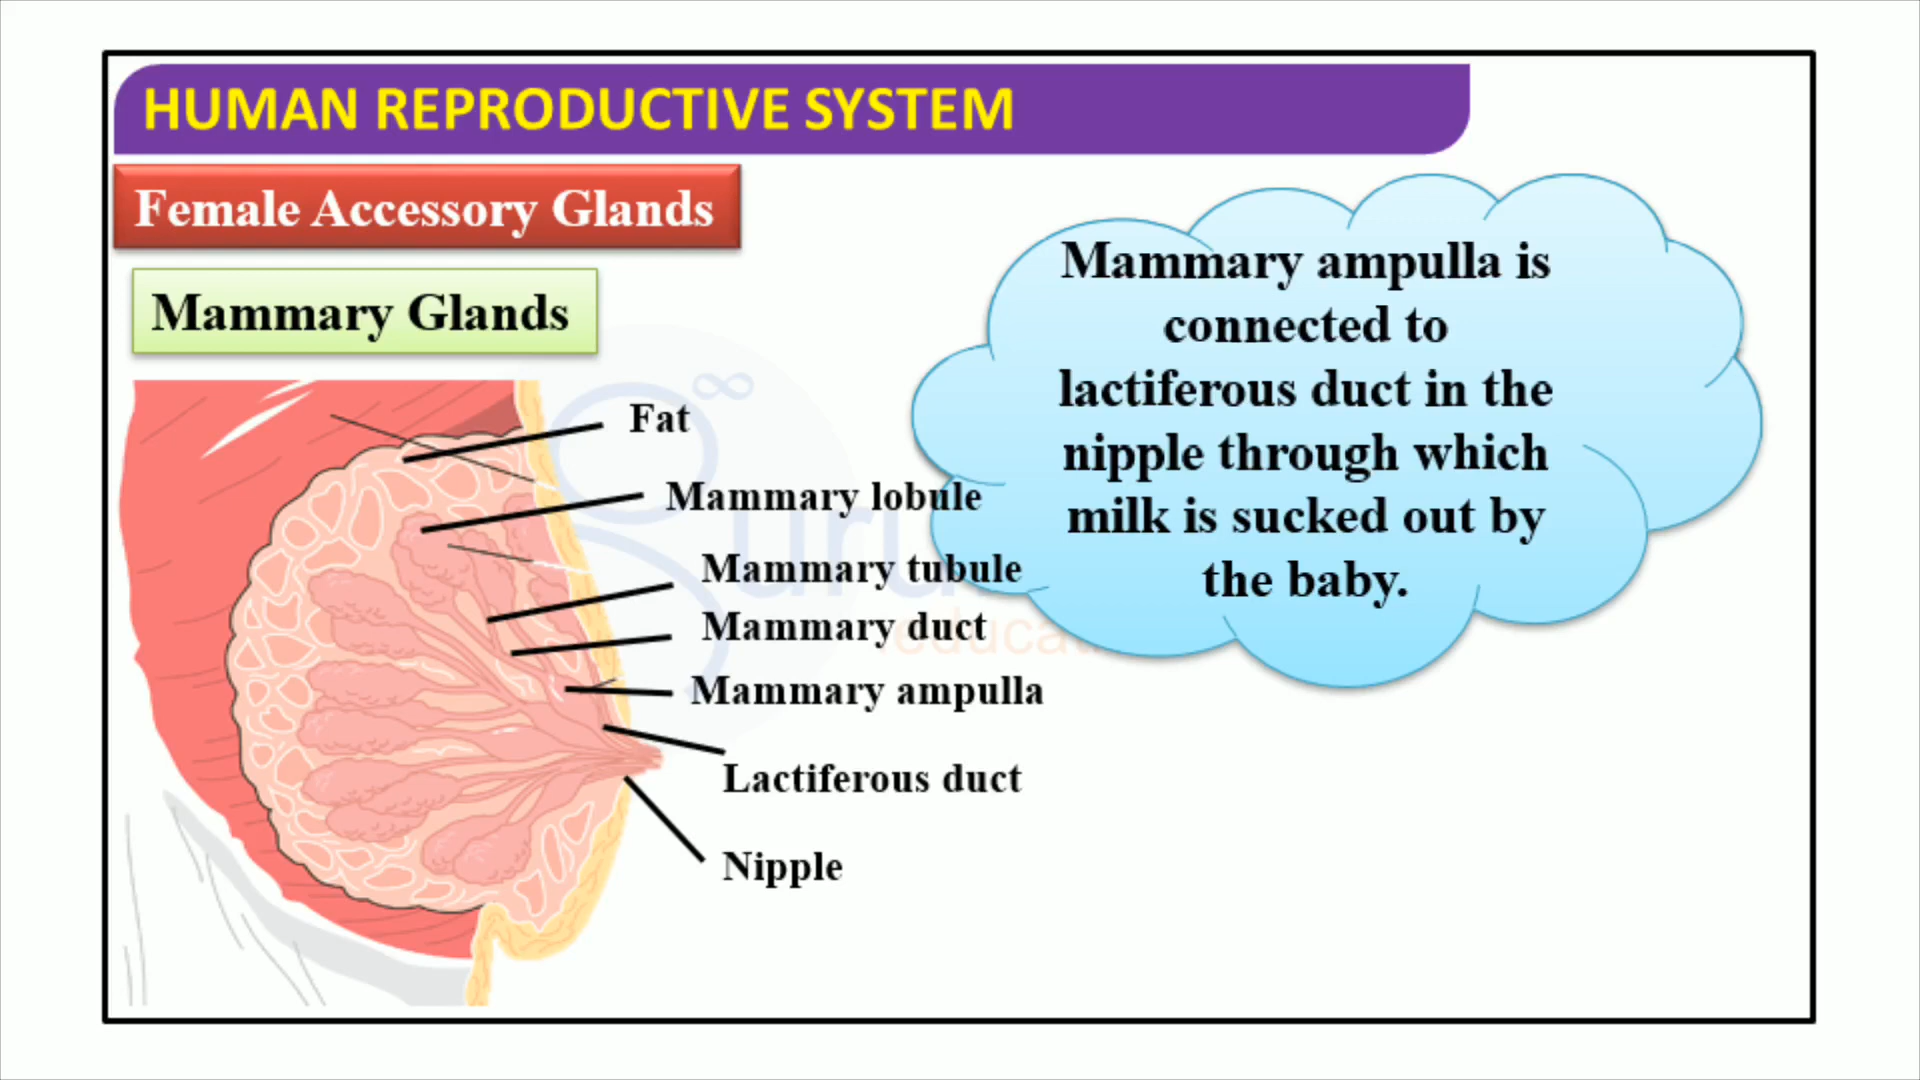 HUMAN REPRODUCTIVE SYSTEM
Female Accessory Glands
Mammary Glands
Fat
Mammary lobule
Mammary tubule
Mammary duct
Mammary ampulla
Lactiferous duct
Nipple
Mammary ampulla is
connected to
lactiferous duct in the
nipple through which
milk is sucked out by
the baby.